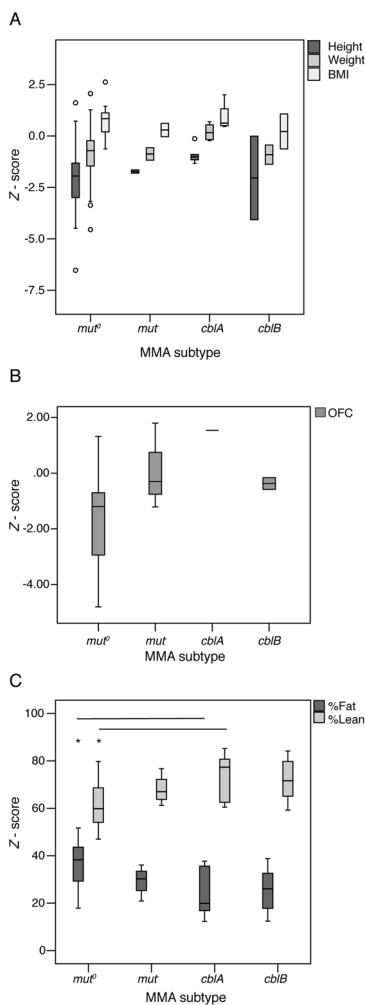 A
Height
Weight
BMI
2.5
0.0
-2.5
-5.0
-7.5
Z - score
mut⁰ mut⁻ cblA cblB
MMA subtype
B
OFC
2.00
.00
-2.00
-4.00
Z - score
mut⁰ mut⁻ cblA cblB
MMA subtype
C
%Fat
%Lean
100
80
60
40
20
0
* *
Z - score
mut⁰ mut⁻ cblA cblB
MMA subtype